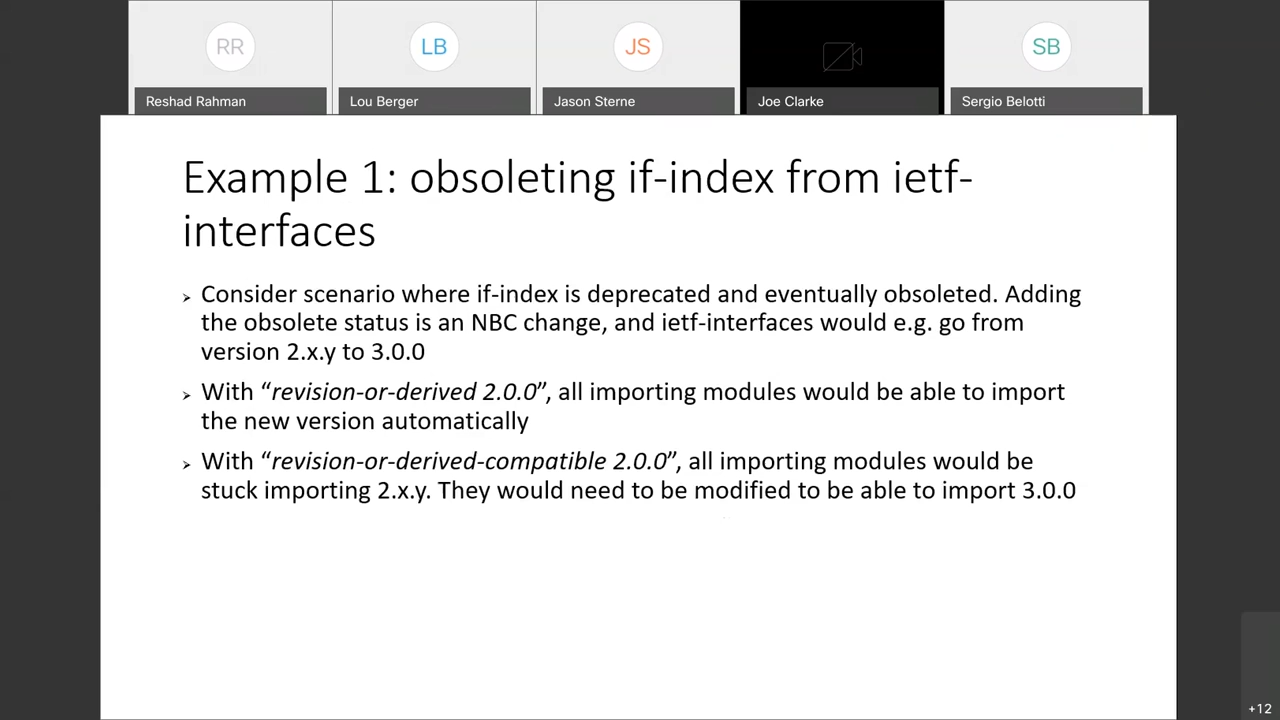 RR
LB
JS
SB
Reshad Rahman
Lou Berger
Jason Sterne
Joe Clarke
Sergio Belotti
Example 1: obsoleting if-index from ietf-
interfaces
➢ Consider scenario where if-index is deprecated and eventually obsoleted. Adding
the obsolete status is an NBC change, and ietf-interfaces would e.g. go from
version 2.x.y to 3.0.0
➢ With “revision-or-derived 2.0.0”, all importing modules would be able to import
the new version automatically
➢ With “revision-or-derived-compatible 2.0.0”, all importing modules would be
stuck importing 2.x.y. They would need to be modified to be able to import 3.0.0
+12